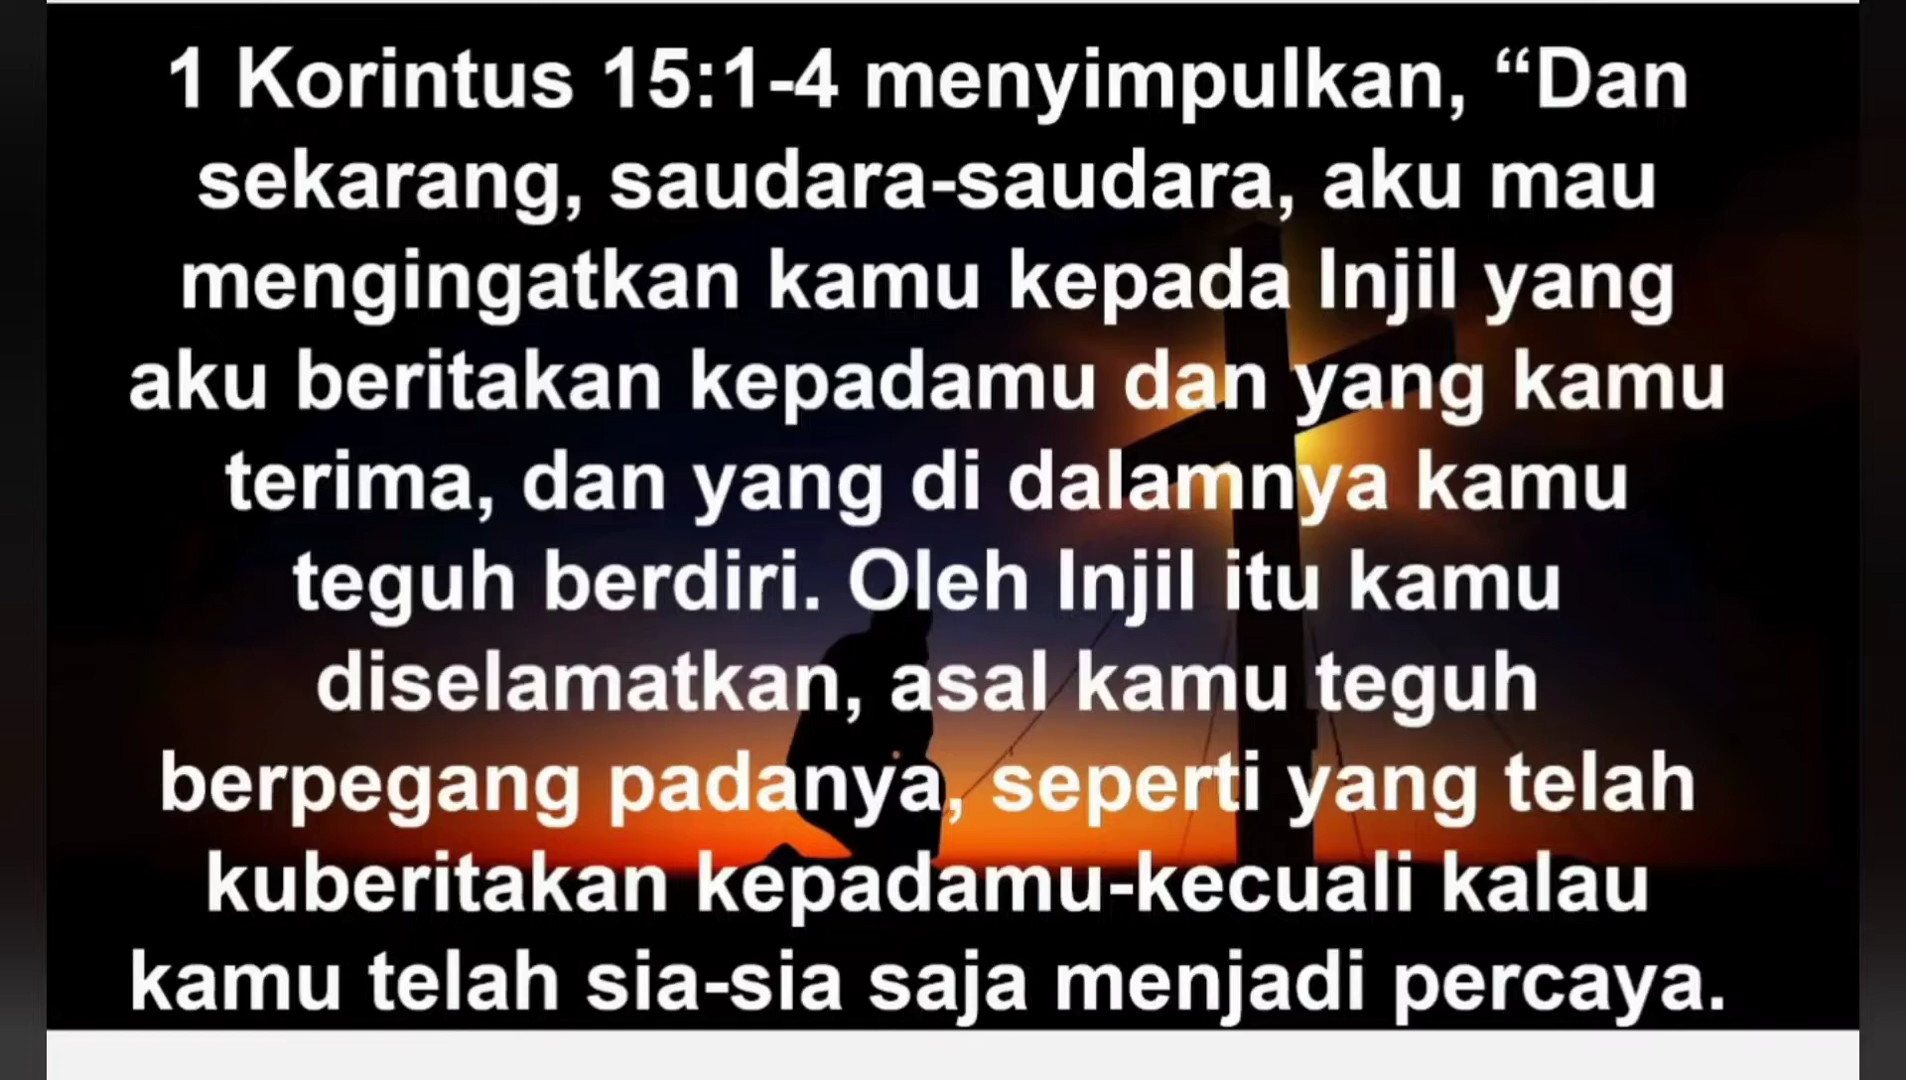 1 Korintus 15:1-4 menyimpulkan, “Dan
sekarang, saudara-saudara, aku mau
mengingatkan kamu kepada Injil yang
aku beritakan kepadamu dan yang kamu
terima, dan yang di dalamnya kamu
teguh berdiri. Oleh Injil itu kamu
diselamatkan, asal kamu teguh
berpegang padanya, seperti yang telah
kuberitakan kepadamu-kecuali kalau
kamu telah sia-sia saja menjadi percaya.